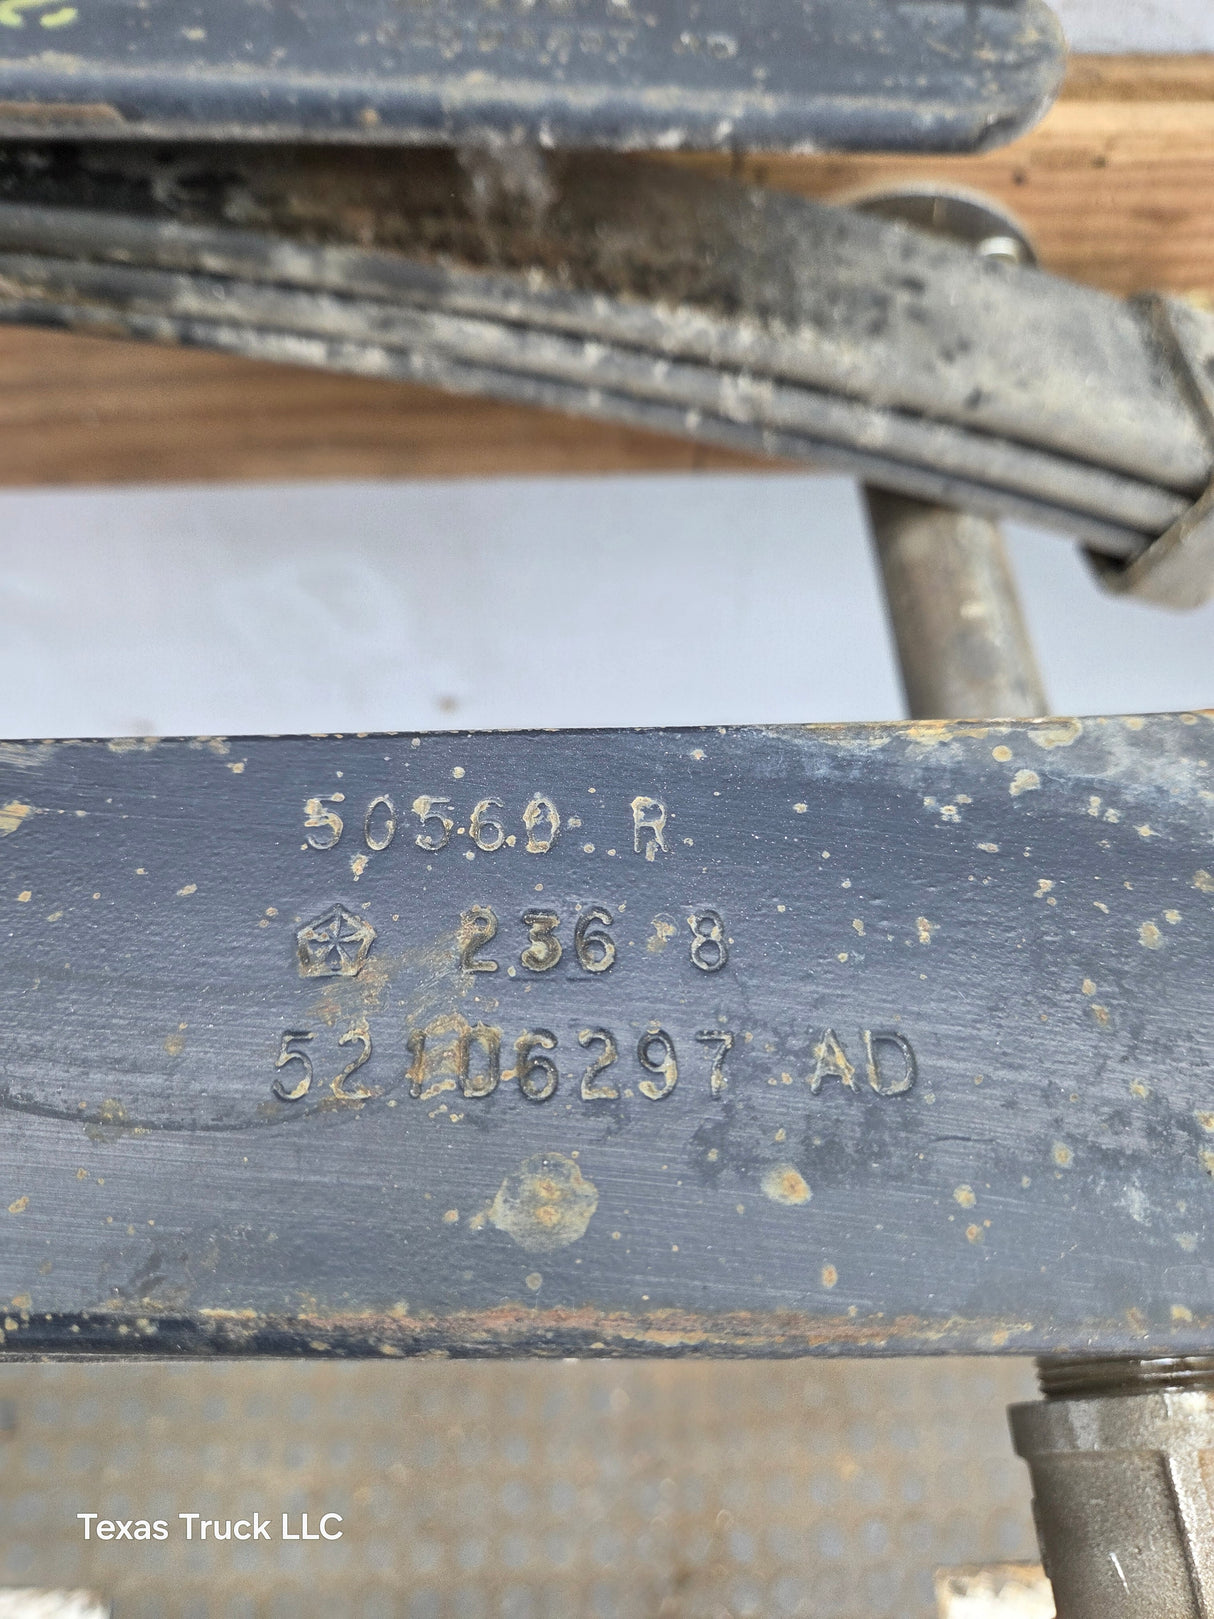 50560 R
236 8
52106297 AD
Texas Truck LLC